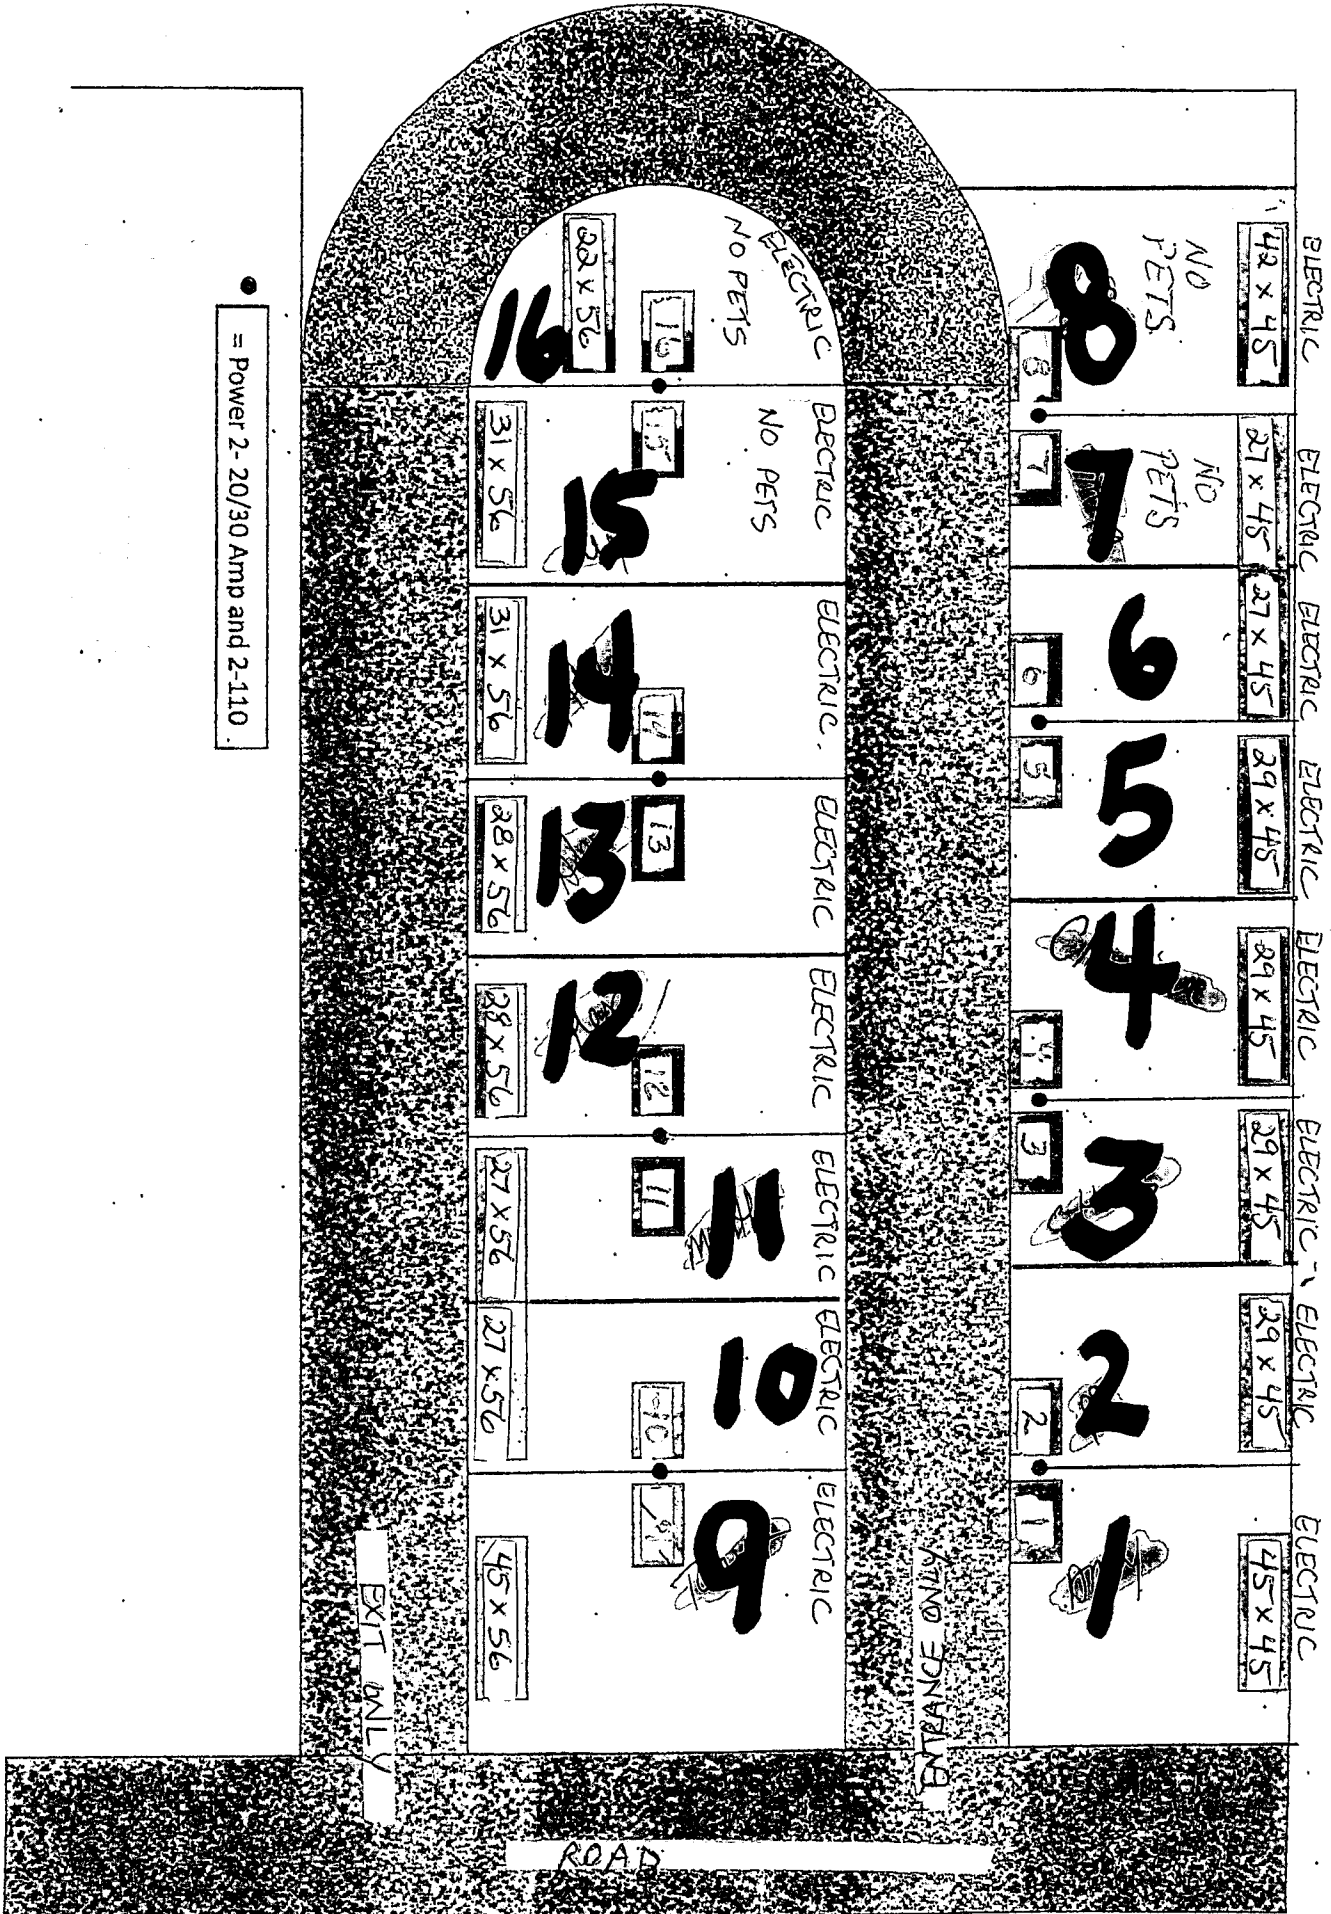 ELECTRIC
42 x 45
NO
PETS
8
8
ELECTRIC
27 x 45
NO
PETS
7
7
ELECTRIC
27 x 45
6
6
ELECTRIC
29 x 45
5
5
ELECTRIC
29 x 45
4
4
ELECTRIC
29 x 45
3
3
ELECTRIC
29 x 45
2
2
ELECTRIC
45 x 45
1
1
ENTRANCE ONLY
ELECTRIC
NO PETS
16
22 x 56
16
ELECTRIC
NO PETS
15
15
31 x 56
ELECTRIC.
14
14
31 x 56
ELECTRIC
13
13
28 x 56
ELECTRIC
12
12
28 x 56
ELECTRIC
11
11
27 x 56
ELECTRIC
10
10
27 x 56
ELECTRIC
9
9
45 x 56
EXIT ONLY
ROAD
= Power 2- 20/30 Amp and 2-110